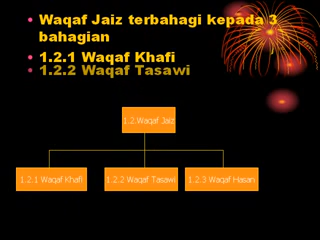 Waqaf Jaiz terbahagi kepada 3
bahagian
1.2.1 Waqaf Khafi
1.2.2 Waqaf Tasawi
1.2.Waqaf Jaiz
1.2.1 Waqaf Khafi
1.2.2 Waqaf Tasawi
1.2.3 Waqaf Hasan